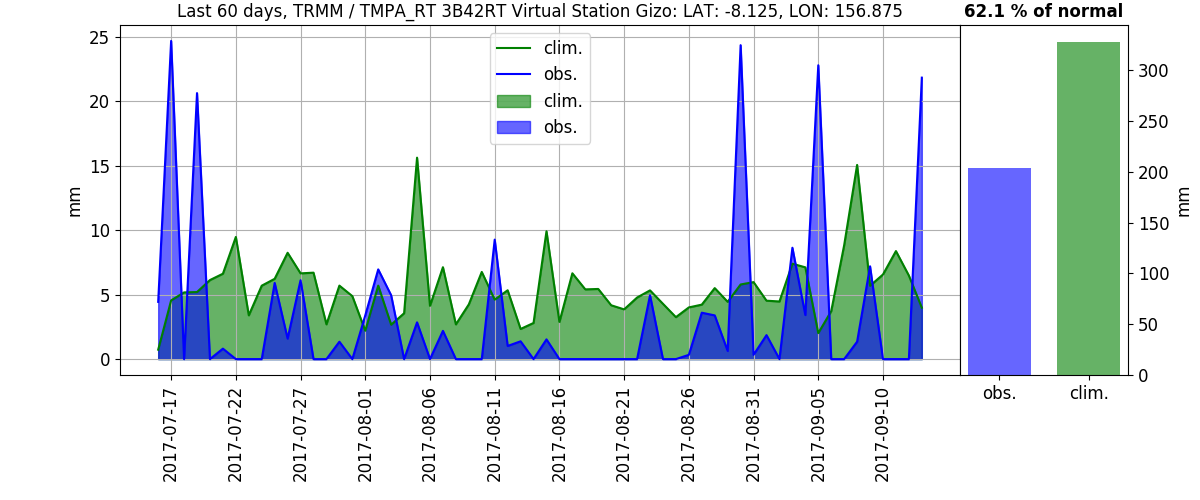 Last 60 days, TRMM / TMPA_RT 3B42RT Virtual Station Gizo: LAT: -8.125, LON: 156.875
62.1 % of normal
clim.
obs.
clim.
obs.
25
20
15
10
5
0
mm
2017-07-17
2017-07-22
2017-07-27
2017-08-01
2017-08-06
2017-08-11
2017-08-16
2017-08-21
2017-08-26
2017-08-31
2017-09-05
2017-09-10
300
250
200
150
100
50
0
mm
obs.
clim.